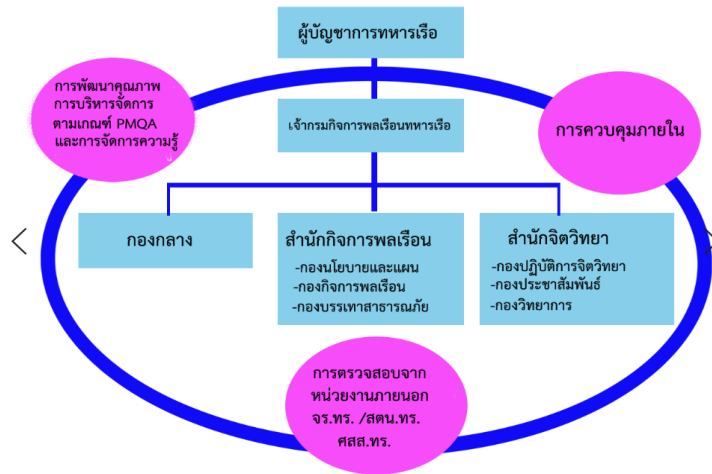 ผู้บัญชาการทหารเรือ
การพัฒนาคุณภาพ
การบริหารจัดการ
ตามเกณฑ์ PMQA
และการจัดการความรู้
เจ้ากรมกิจการพลเรือนทหารเรือ
การควบคุมภายใน
กองกลาง
สำนักกิจการพลเรือน
-กองนโยบายและแผน
-กองกิจการพลเรือน
-กองบรรเทาสาธารณภัย
สำนักจิตวิทยา
-กองปฏิบัติการจิตวิทยา
-กองประชาสัมพันธ์
-กองวิทยาการ
การตรวจสอบจาก
หน่วยงานภายนอก
จร.ทร. /สตน.ทร.
ศสส.ทร.